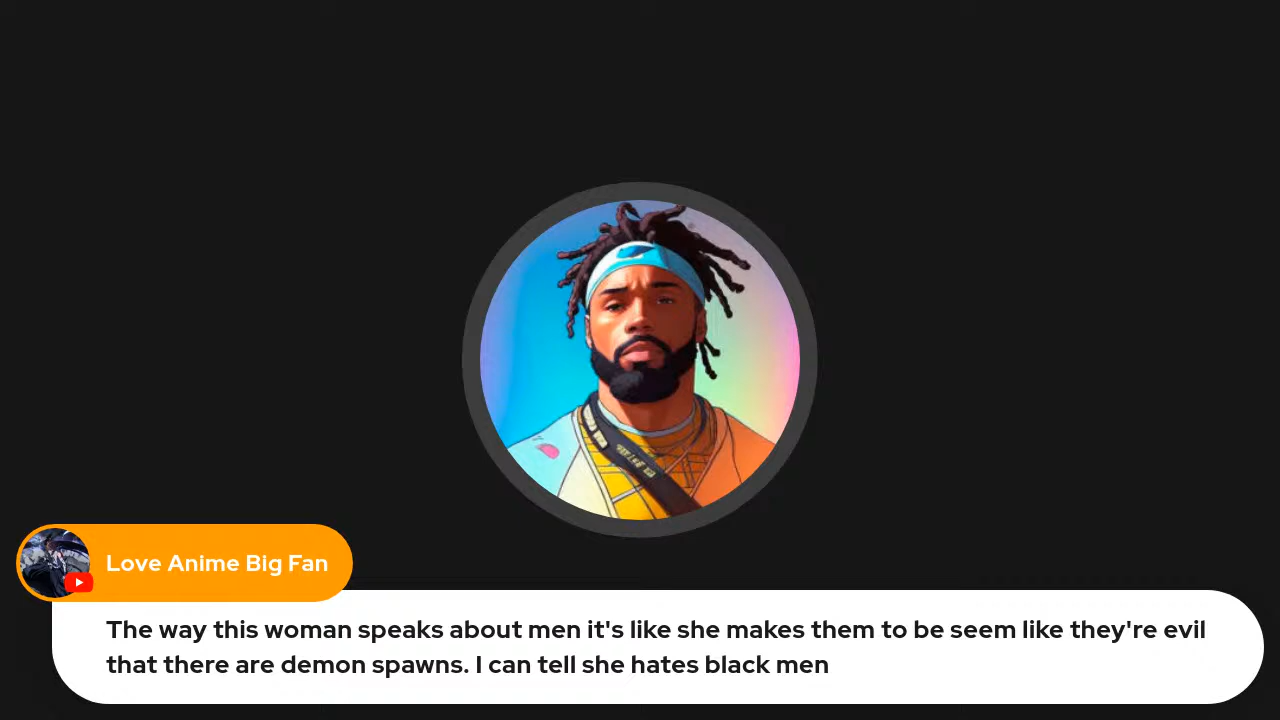 Love Anime Big Fan
The way this woman speaks about men it's like she makes them to be seem like they're evil
that there are demon spawns. I can tell she hates black men